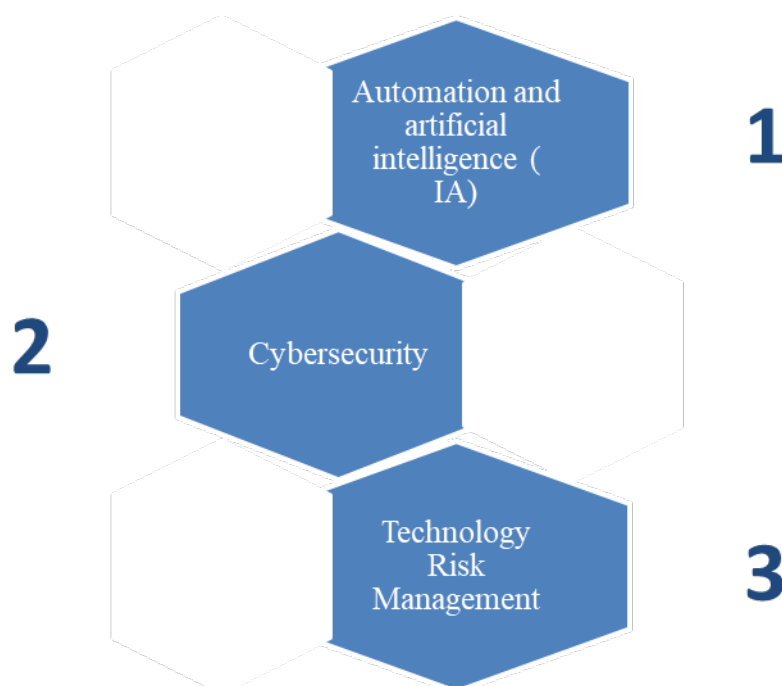 Automation and
artificial
intelligence (
IA)
1
2
Cybersecurity
Technology
Risk
Management
3